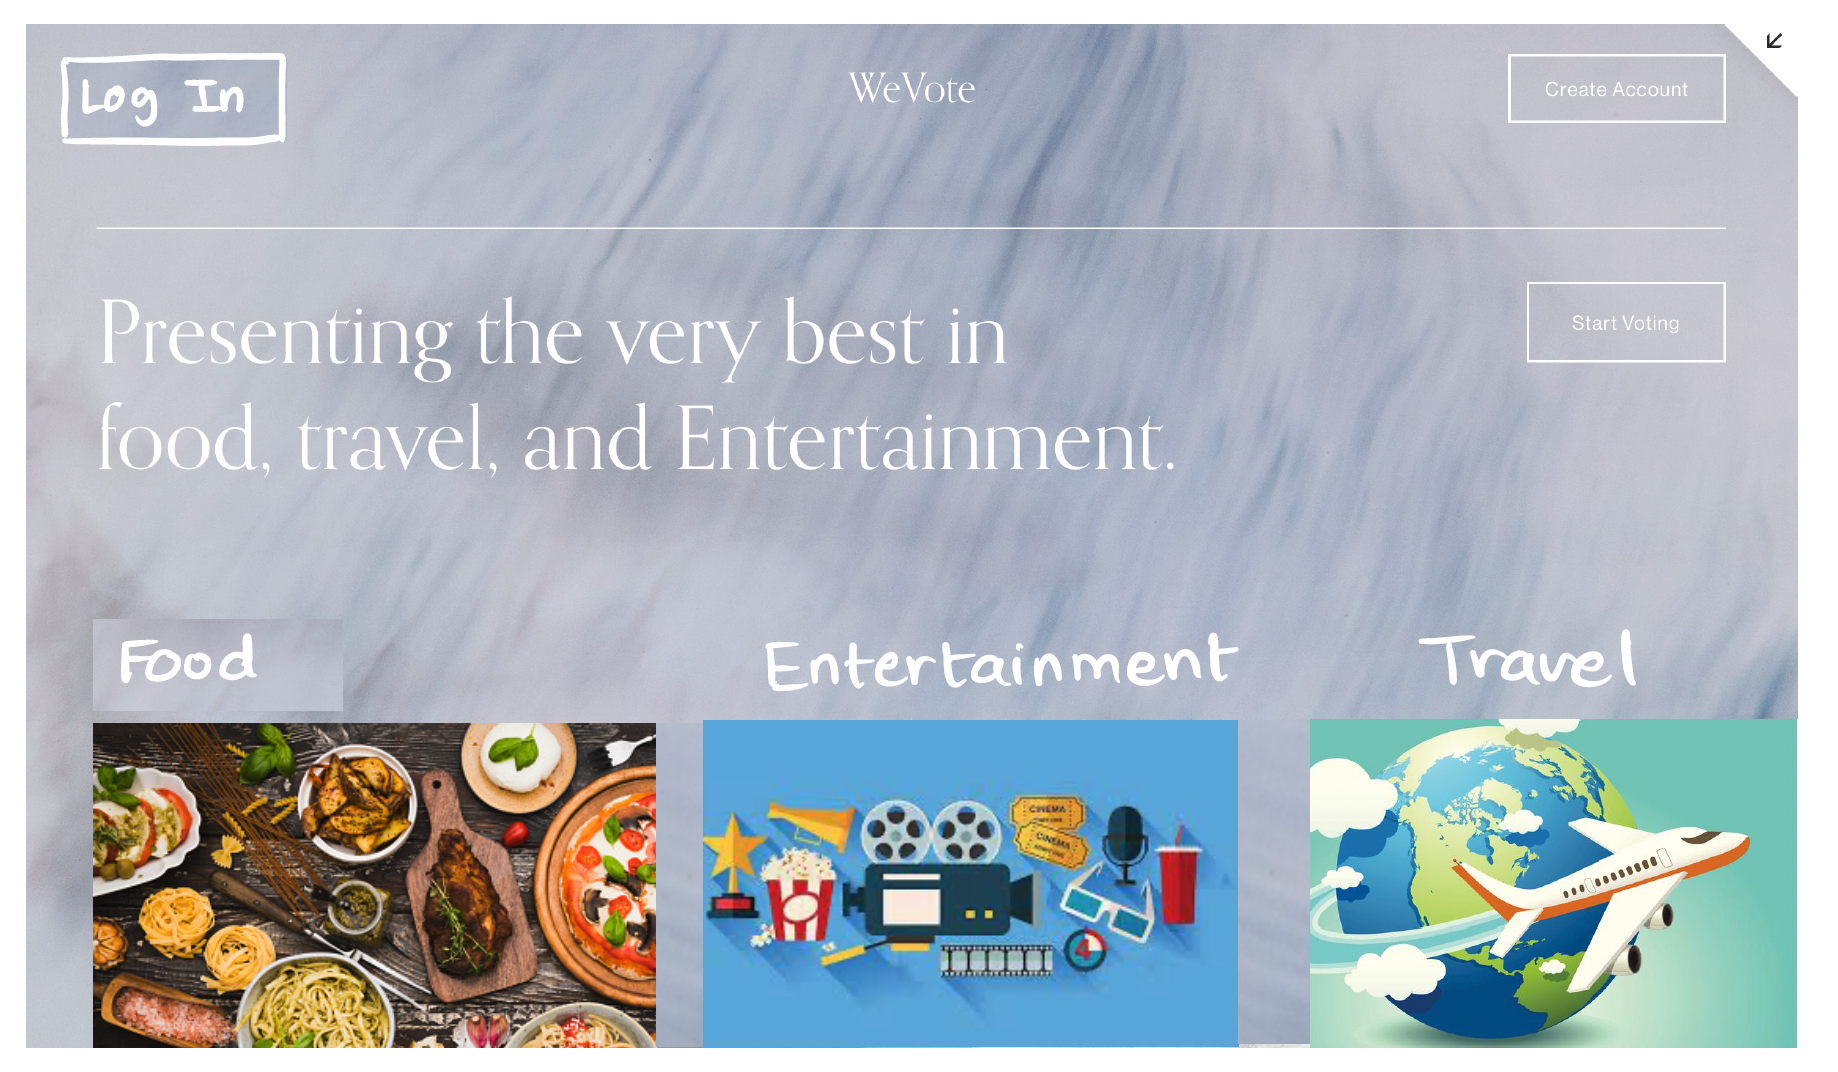 Log In
WeVote
Create Account
Presenting the very best in
food, travel, and Entertainment.
Start Voting
Food
Entertainment
Travel
CINEMA
CINEMA
4